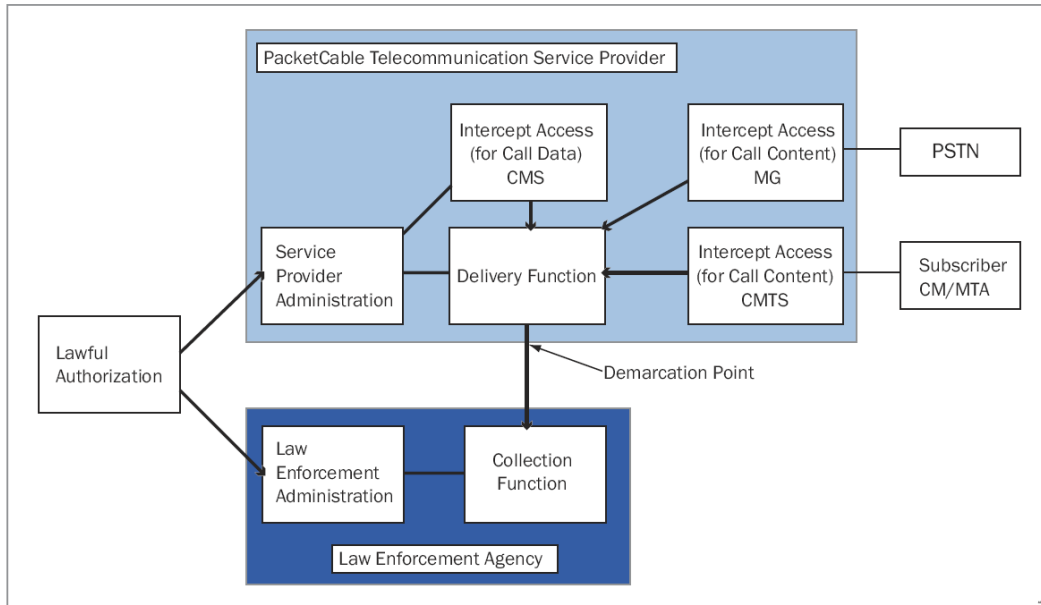 PacketCable Telecommunication Service Provider
Intercept Access
(for Call Data)
CMS
Intercept Access
(for Call Content)
MG
PSTN
Service
Provider
Administration
Delivery Function
Intercept Access
(for Call Content)
CMTS
Subscriber
CM/MTA
Lawful
Authorization
Demarcation Point
Law
Enforcement
Administration
Collection
Function
Law Enforcement Agency